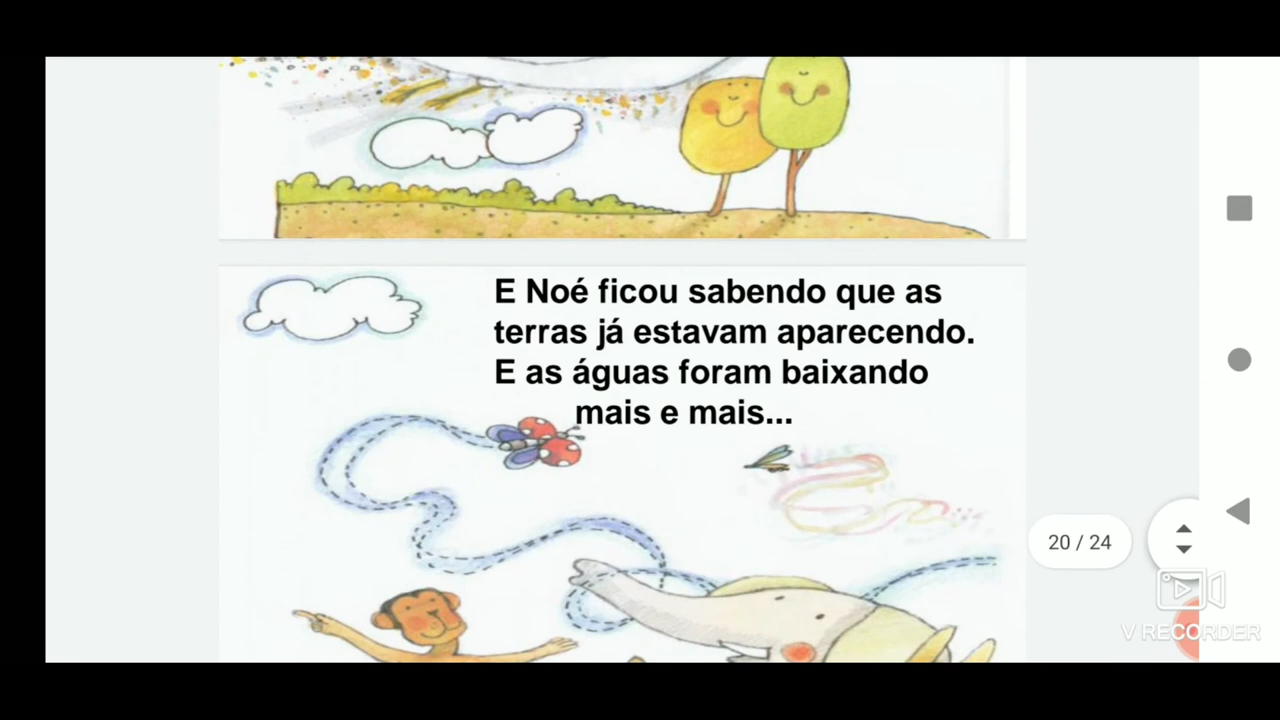 E Noé ficou sabendo que as
terras já estavam aparecendo.
E as águas foram baixando
mais e mais...
20 / 24
V RECORDER